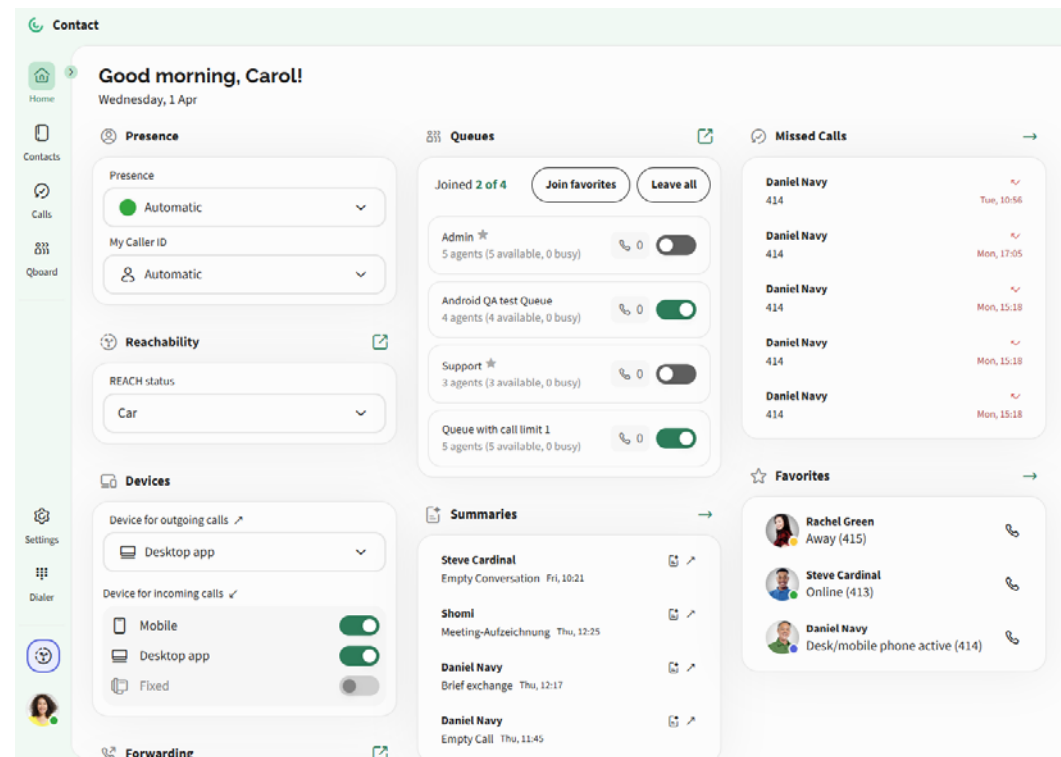 Contact
Home
Contacts
Calls
Qboard
Settings
Dialer
Good morning, Carol!
Wednesday, 1 Apr
Presence
Presence
Automatic
My Caller ID
Automatic
Reachability
REACH status
Car
Devices
Device for outgoing calls ↗
Desktop app
Device for incoming calls ↙
Mobile
Desktop app
Fixed
Forwarding
Queues
Joined 2 of 4 Join favorites Leave all
Admin
5 agents (5 available, 0 busy) 0
Android QA test Queue
4 agents (4 available, 0 busy) 0
Support
3 agents (3 available, 0 busy) 0
Queue with call limit 1
5 agents (5 available, 0 busy) 0
Summaries
Steve Cardinal
Empty Conversation Fri, 10:21
Shomi
Meeting-Aufzeichnung Thu, 12:25
Daniel Navy
Brief exchange Thu, 12:17
Daniel Navy
Empty Call Thu, 11:45
Missed Calls
Daniel Navy
414 Tue, 10:56
Daniel Navy
414 Mon, 17:05
Daniel Navy
414 Mon, 15:18
Daniel Navy
414 Mon, 15:18
Daniel Navy
414 Mon, 15:18
Favorites
Rachel Green
Away (415)
Steve Cardinal
Online (413)
Daniel Navy
Desk/mobile phone active (414)